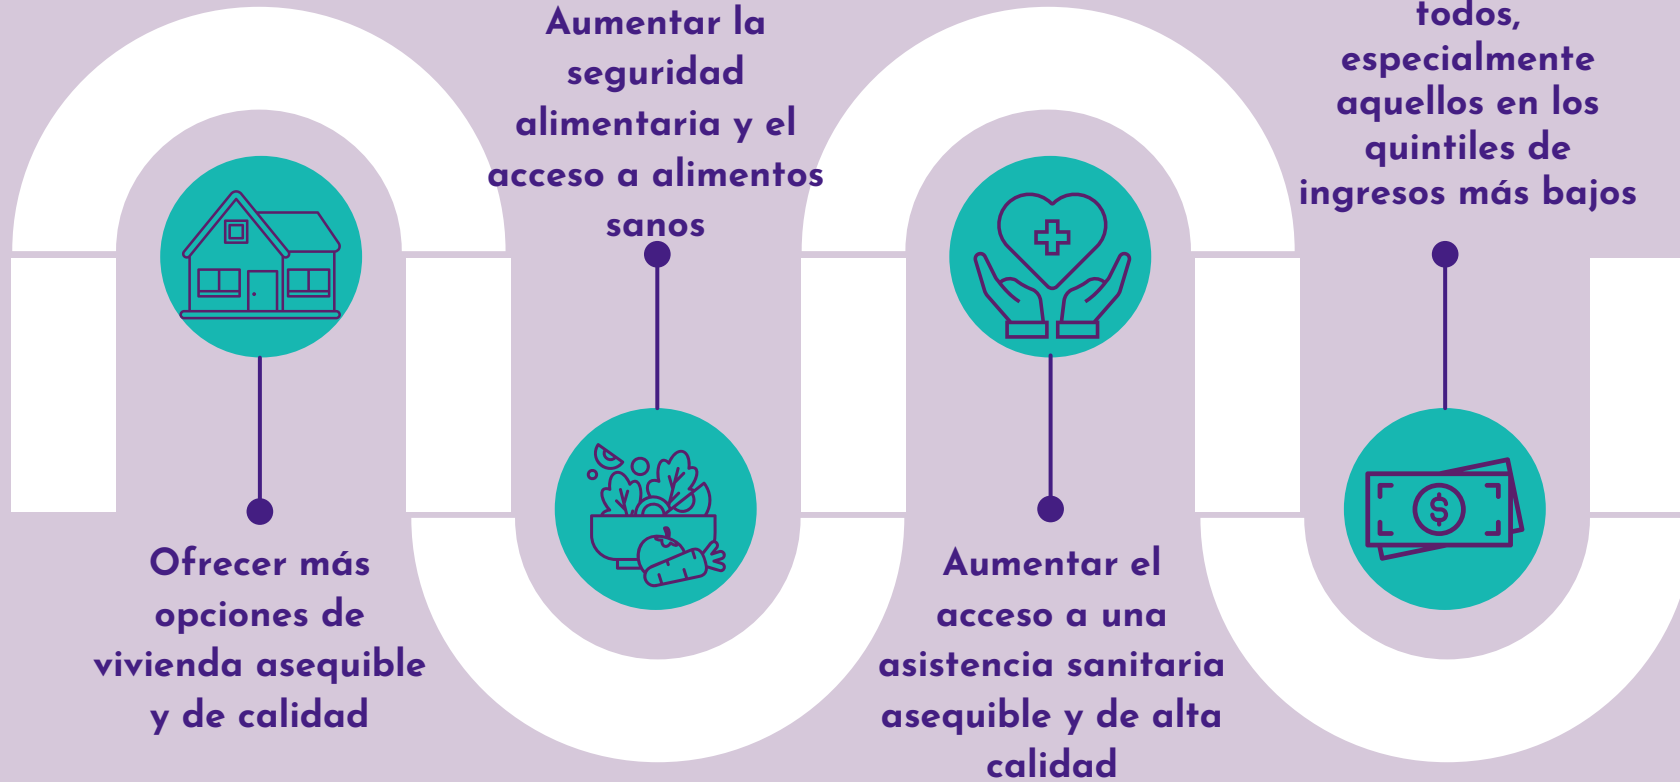 Ofrecer más
opciones de
vivienda asequible
y de calidad
Aumentar la
seguridad
alimentaria y el
acceso a alimentos
sanos
Aumentar el
acceso a una
asistencia sanitaria
asequible y de alta
calidad
todos,
especialmente
aquellos en los
quintiles de
ingresos más bajos